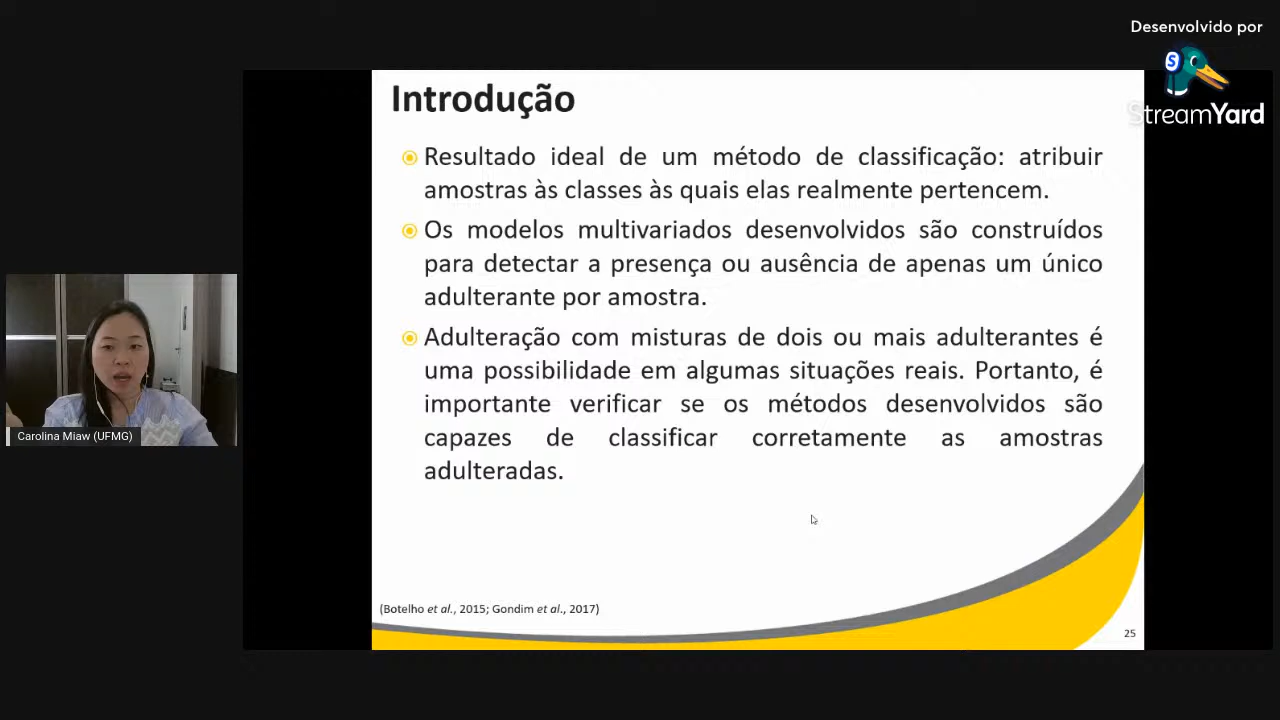 Desenvolvido por
StreamYard
Introdução
Resultado ideal de um método de classificação: atribuir
amostras às classes às quais elas realmente pertencem.
Os modelos multivariados desenvolvidos são construídos
para detectar a presença ou ausência de apenas um único
adulterante por amostra.
Adulteração com misturas de dois ou mais adulterantes é
uma possibilidade em algumas situações reais. Portanto, é
importante verificar se os métodos desenvolvidos são
capazes de classificar corretamente as amostras
adulteradas.
Carolina Miaw (UFMG)
(Botelho et al., 2015; Gondim et al., 2017)
25